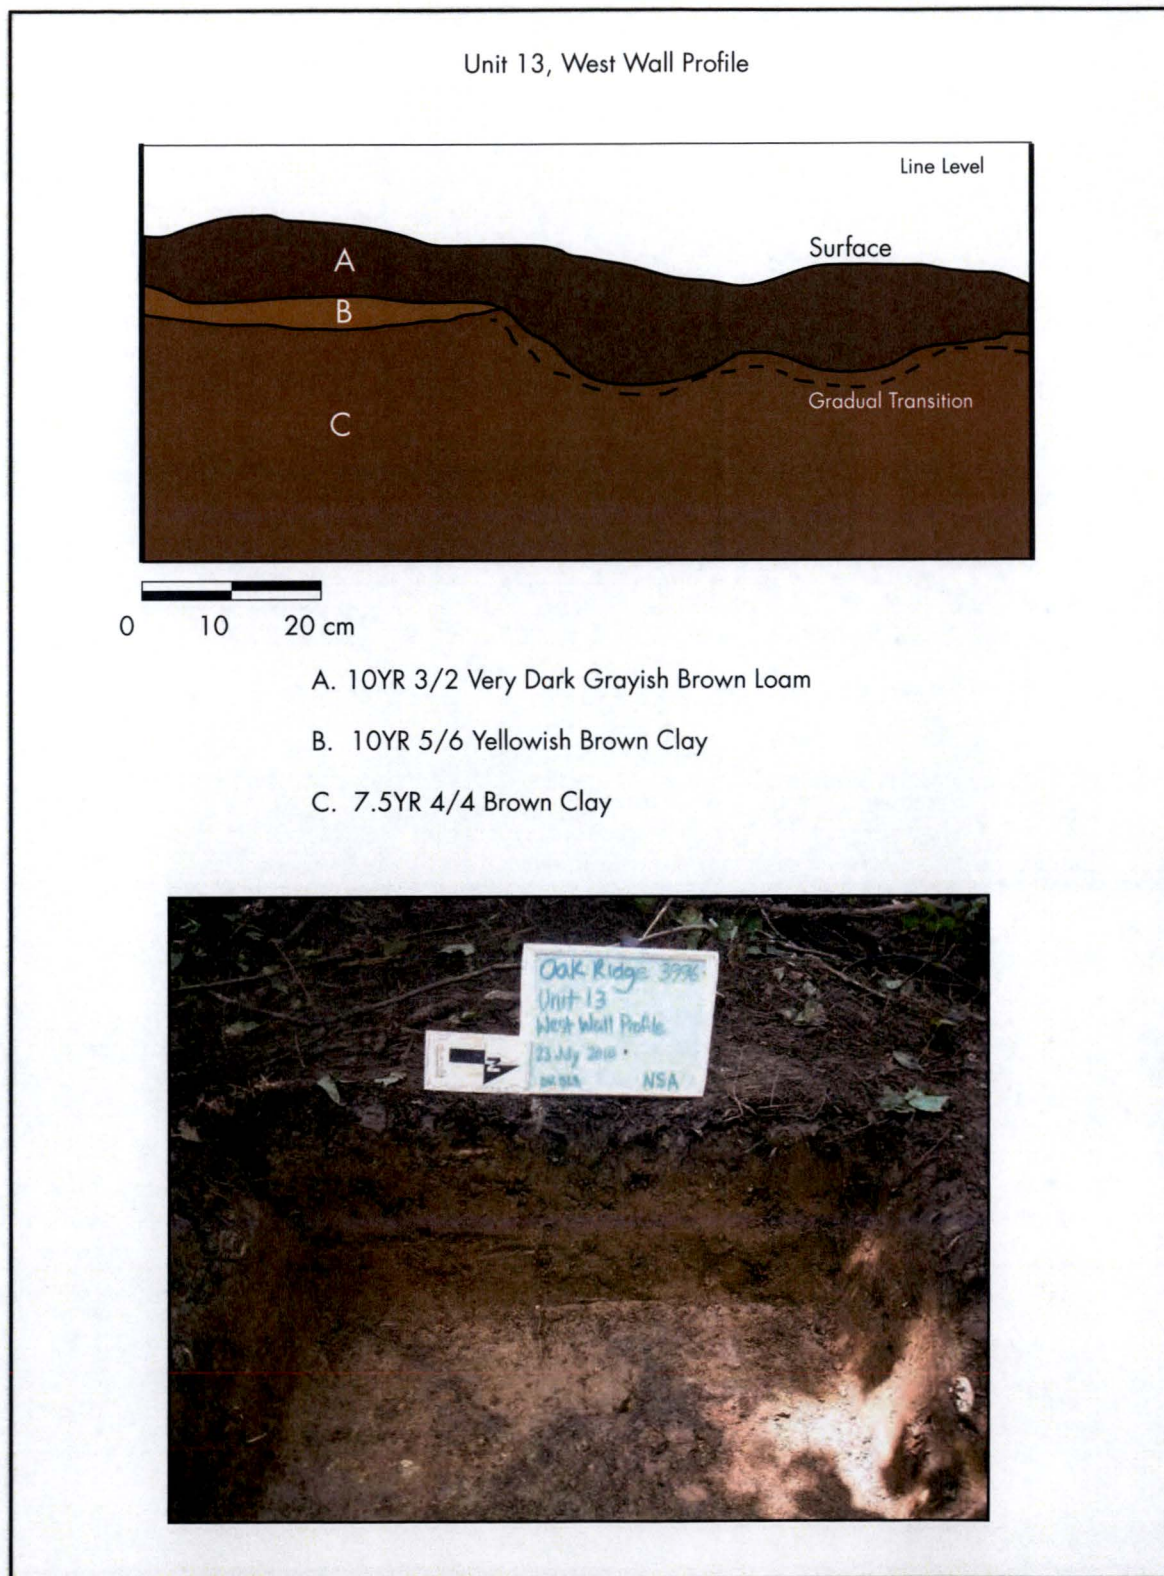 Unit 13, West Wall Profile
Line Level
Surface
A
B
C
Gradual Transition
0 10 20 cm
A. 10YR 3/2 Very Dark Grayish Brown Loam
B. 10YR 5/6 Yellowish Brown Clay
C. 7.5YR 4/4 Brown Clay
Oak Ridge 3996
Unit 13
West Wall Profile
23 July 2010
NSA
N